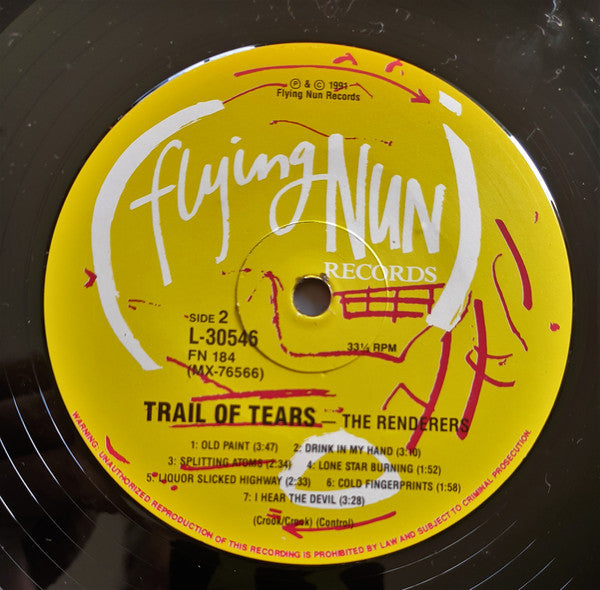 ℗ & © 1991
Flying Nun Records
flying NUN
RECORDS
SIDE 2
L-30546
33⅓ RPM
FN 184
(MX-76566)
TRAIL OF TEARS — THE RENDERERS
1: OLD PAINT (3:47) 2: DRINK IN MY HAND (3:10)
3: SPLITTING ATOMS (2:34) 4: LONE STAR BURNING (1:52)
5: LIQUOR SLICKED HIGHWAY (2:33) 6: COLD FINGERPRINTS (1:58)
7: I HEAR THE DEVIL (3:28)
(Crook/Crook) (Control)
WARNING: UNAUTHORIZED REPRODUCTION OF THIS RECORDING IS PROHIBITED BY LAW AND SUBJECT TO CRIMINAL PROSECUTION.